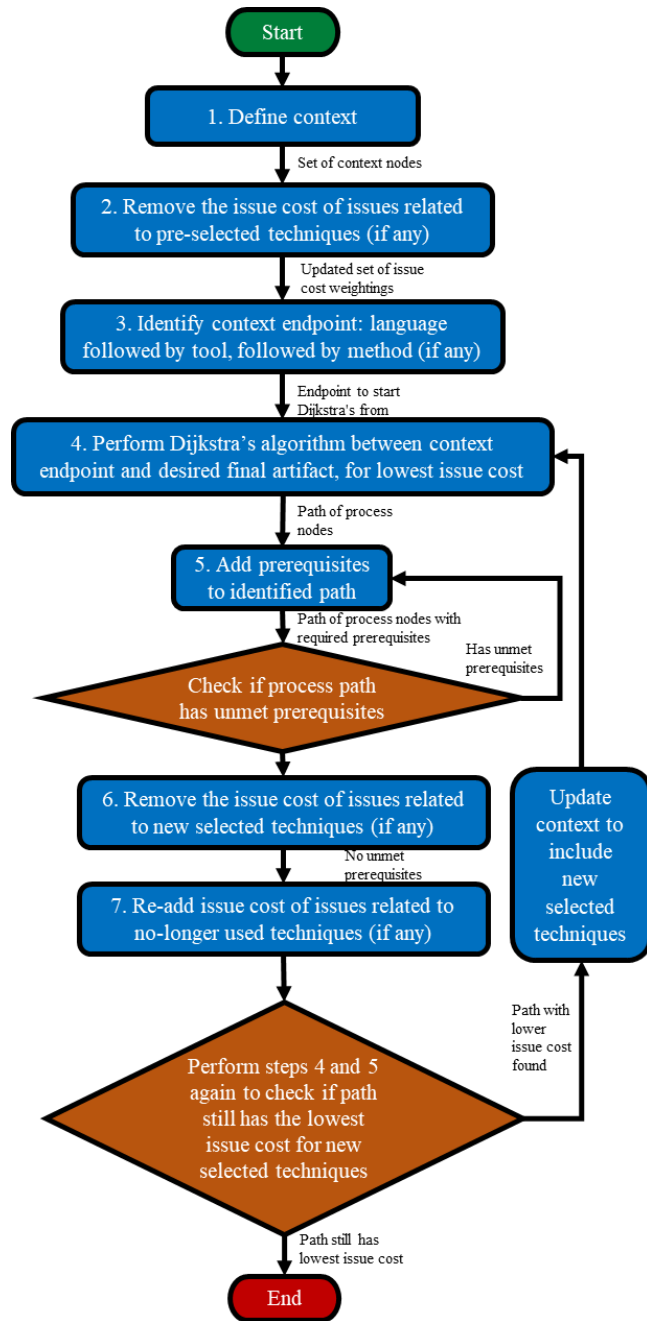 Start
1. Define context
Set of context nodes
2. Remove the issue cost of issues related
to pre-selected techniques (if any)
Updated set of issue
cost weightings
3. Identify context endpoint: language
followed by tool, followed by method (if any)
Endpoint to start
Dijkstra's from
4. Perform Dijkstra’s algorithm between context
endpoint and desired final artifact, for lowest issue cost
Path of process
nodes
5. Add prerequisites
to identified path
Path of process nodes with
required prerequisites
Has unmet
prerequisites
Check if process path
has unmet prerequisites
6. Remove the issue cost of issues related
to new selected techniques (if any)
No unmet
prerequisites
7. Re-add issue cost of issues related to
no-longer used techniques (if any)
Update
context to
include
new
selected
techniques
Path with
lower
issue cost
found
Perform steps 4 and 5
again to check if path
still has the lowest
issue cost for new
selected techniques
Path still has
lowest issue cost
End